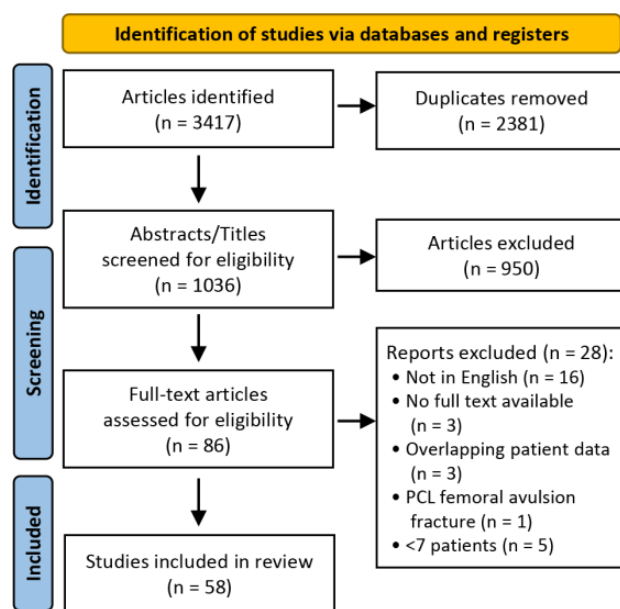 Identification of studies via databases and registers
Identification
Articles identified
(n = 3417)
Duplicates removed
(n = 2381)
Screening
Abstracts/Titles
screened for eligibility
(n = 1036)
Articles excluded
(n = 950)
Full-text articles
assessed for eligibility
(n = 86)
Reports excluded (n = 28):
• Not in English (n = 16)
• No full text available
(n = 3)
• Overlapping patient data
(n = 3)
• PCL femoral avulsion
fracture (n = 1)
• <7 patients (n = 5)
Included
Studies included in review
(n = 58)